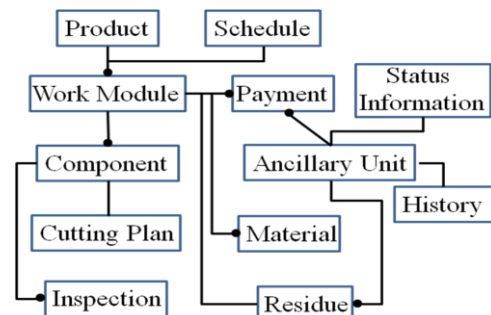 Product
Schedule
Work Module
Payment
Status
Information
Component
Ancillary Unit
History
Cutting Plan
Material
Inspection
Residue